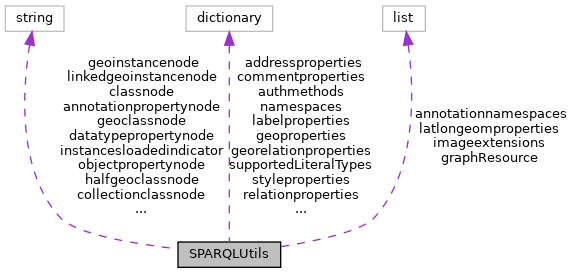 string
dictionary
list
geoinstancenode
linkedgeoinstancenode
classnode
annotationpropertynode
geoclassnode
datatypepropertynode
instancesloadedindicator
objectpropertynode
halfgeoclassnode
collectionclassnode
...
addressproperties
commentproperties
authmethods
namespaces
labelproperties
geoproperties
georelationproperties
supportedLiteralTypes
styleproperties
relationproperties
...
annotationnamespaces
latlongeomproperties
imageextensions
graphResource
SPARQLUtils